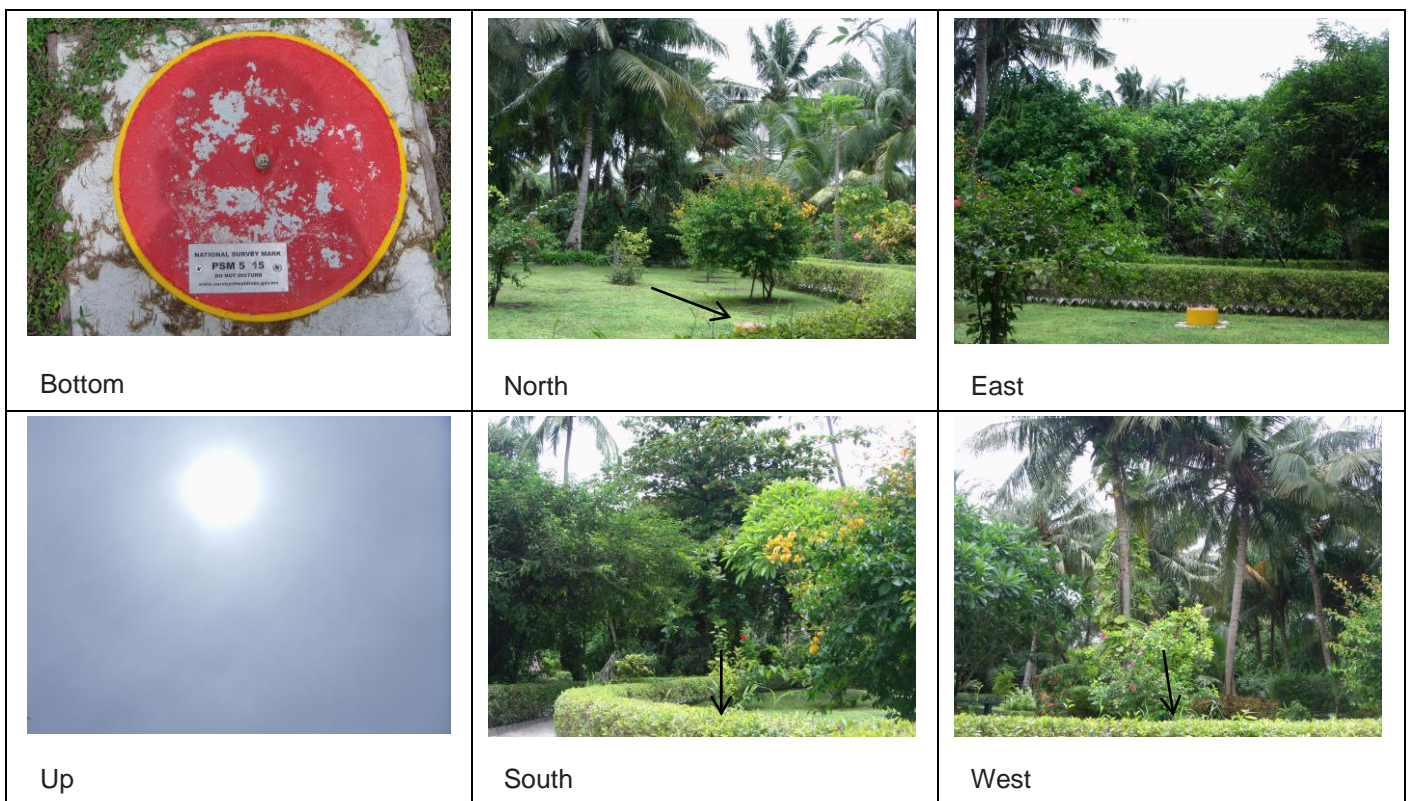 NATIONAL SURVEY MARK
PSM 5 15
DO NOT DISTURB
Bottom
North
East
Up
South
West